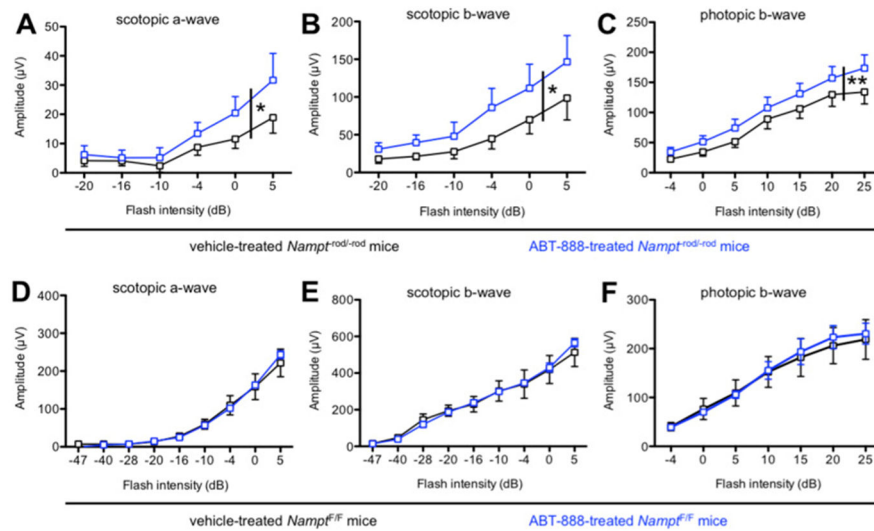 A
scotopic a-wave
Amplitude (µV)
50
40
30
20
10
0
*
-20 -16 -10 -4 0 5
Flash intensity (dB)
B
scotopic b-wave
Amplitude (µV)
200
150
100
50
0
*
-20 -16 -10 -4 0 5
Flash intensity (dB)
C
photopic b-wave
Amplitude (µV)
250
200
150
100
50
0
**
-4 0 5 10 15 20 25
Flash intensity (dB)
vehicle-treated Nampt-rod/-rod mice
ABT-888-treated Nampt-rod/-rod mice
D
scotopic a-wave
Amplitude (µV)
400
300
200
100
0
-47 -40 -28 -20 -16 -10 -4 0 5
Flash intensity (dB)
E
scotopic b-wave
Amplitude (µV)
800
600
400
200
0
-47 -40 -28 -20 -16 -10 -4 0 5
Flash intensity (dB)
F
photopic b-wave
Amplitude (µV)
300
200
100
0
-4 0 5 10 15 20 25
Flash intensity (dB)
vehicle-treated NamptF/F mice
ABT-888-treated NamptF/F mice